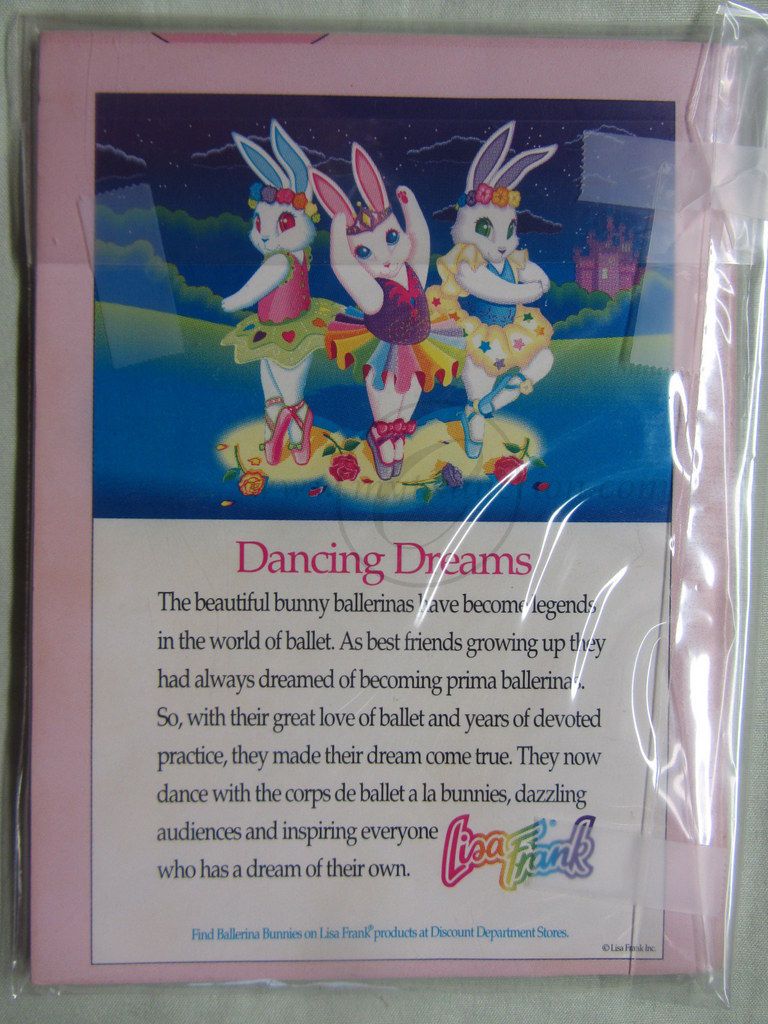 Dancing Dreams
The beautiful bunny ballerinas have become legends
in the world of ballet. As best friends growing up they
had always dreamed of becoming prima ballerinas.
So, with their great love of ballet and years of devoted
practice, they made their dream come true. They now
dance with the corps de ballet a la bunnies, dazzling
audiences and inspiring everyone
who has a dream of their own.
Lisa Frank®
Find Ballerina Bunnies on Lisa Frank® products at Discount Department Stores.
© Lisa Frank Inc.